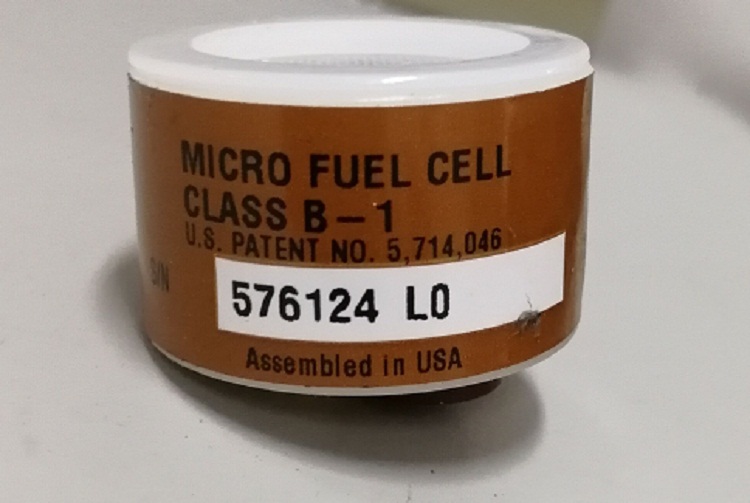 MICRO FUEL CELL
CLASS B-1
U.S. PATENT NO. 5,714,046
S/N
576124 L0
Assembled in USA